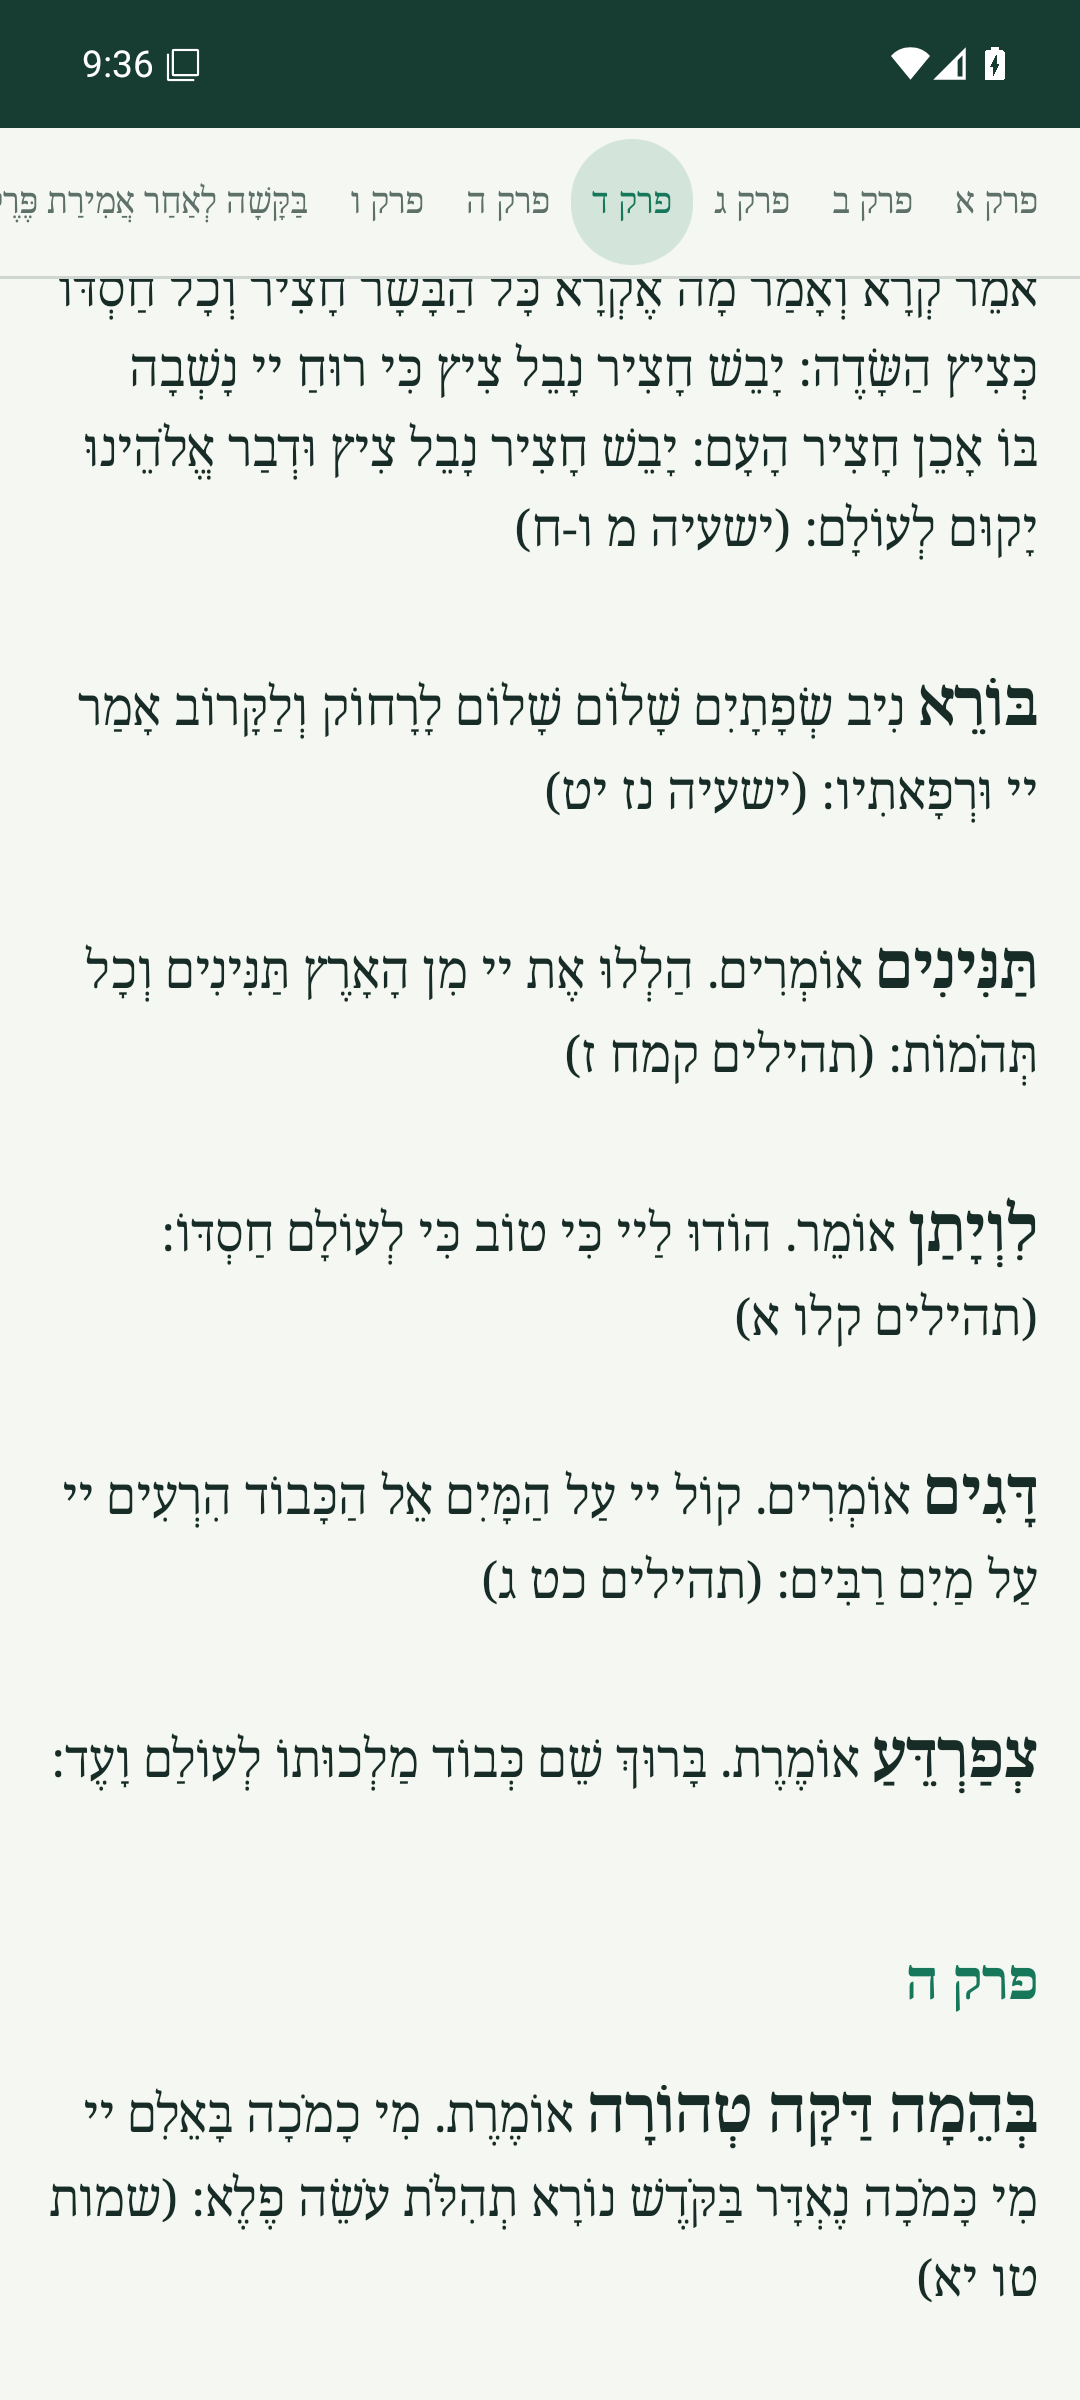 9:36
פרק א פרק ב פרק ג פרק ד פרק ה פרק ו בַּקָּשָׁה לְאַחַר אֲמִירַת
אֹמֵר קְרָא וְאָמַר מָה אֶקְרָא כָּל הַבָּשָׂר חָצִיר וְכָל חַסְדּוֹ
כְּצִיץ הַשָּׂדֶה: יָבֵשׁ חָצִיר נָבֵל צִיץ כִּי רוּחַ יי נָשְׁבָה
בּוֹ אָכֵן חָצִיר הָעָם: יָבֵשׁ חָצִיר נָבֵל צִיץ וּדְבַר אֱלֹהֵינוּ
יָקוּם לְעוֹלָם: (ישעיה מ ו-ח)
בּוֹרֵא נִיב שְׂפָתָיִם שָׁלוֹם שָׁלוֹם לָרָחוֹק וְלַקָּרוֹב אָמַר
יי וּרְפָאתִיו: (ישעיה נז יט)
תַּנִּינִים אוֹמְרִים. הַלְלוּ אֶת יי מִן הָאָרֶץ תַּנִּינִים וְכָל
תְּהֹמוֹת: (תהילים קמח ז)
לִוְיָתַן אוֹמֵר. הוֹדוּ לַיי כִּי טוֹב כִּי לְעוֹלָם חַסְדּוֹ:
(תהילים קלו א)
דָּגִים אוֹמְרִים. קוֹל יי עַל הַמָּיִם אֵל הַכָּבוֹד הִרְעִים יי
עַל מַיִם רַבִּים: (תהילים כט ג)
צְפַרְדֵּעַ אוֹמֶרֶת. בָּרוּךְ שֵׁם כְּבוֹד מַלְכוּתוֹ לְעוֹלַם וָעֶד:
פרק ה
בְּהֵמָה דַּקָּה טְהוֹרָה אוֹמֶרֶת. מִי כָמֹכָה בָּאֵלִם יי
מִי כָּמֹכָה נֶאְדָּר בַּקֹּדֶשׁ נוֹרָא תְהִלֹּת עֹשֵׂה פֶלֶא: (שמות
טו יא)